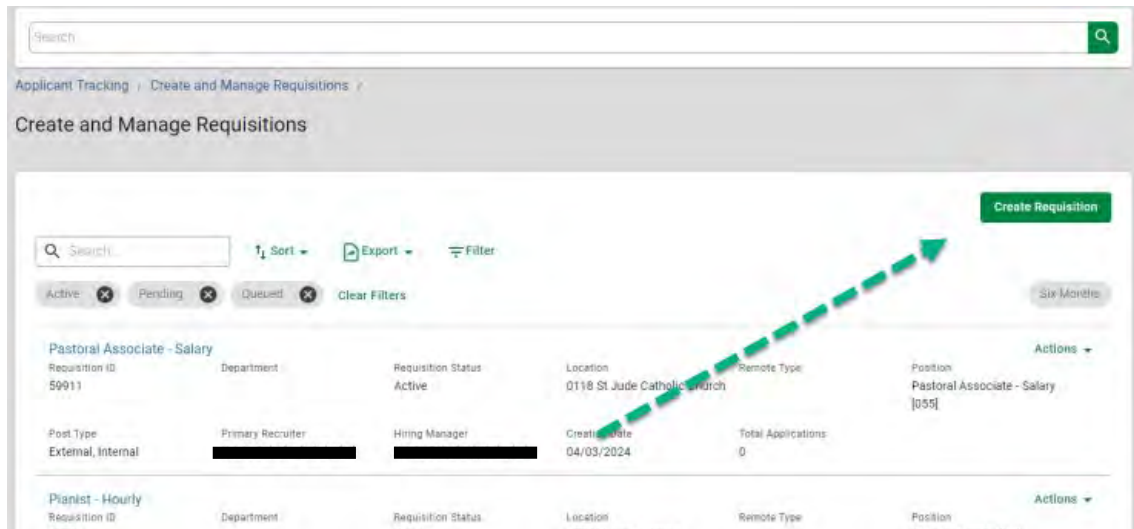 Search
Applicant Tracking / Create and Manage Requisitions /
Create and Manage Requisitions
Create Requisition
Search... Sort Export Filter
Active Pending Queued Clear Filters Six Months
Pastoral Associate - Salary Actions
Requisition ID Department Requisition Status Location Remote Type Position
59911 Active 0118 St Jude Catholic Church Pastoral Associate - Salary
|055|
Post Type Primary Recruiter Hiring Manager Creation Date Total Applications
External, Internal 04/03/2024 0
Pianist - Hourly Actions
Requisition ID Department Requisition Status Location Remote Type Position